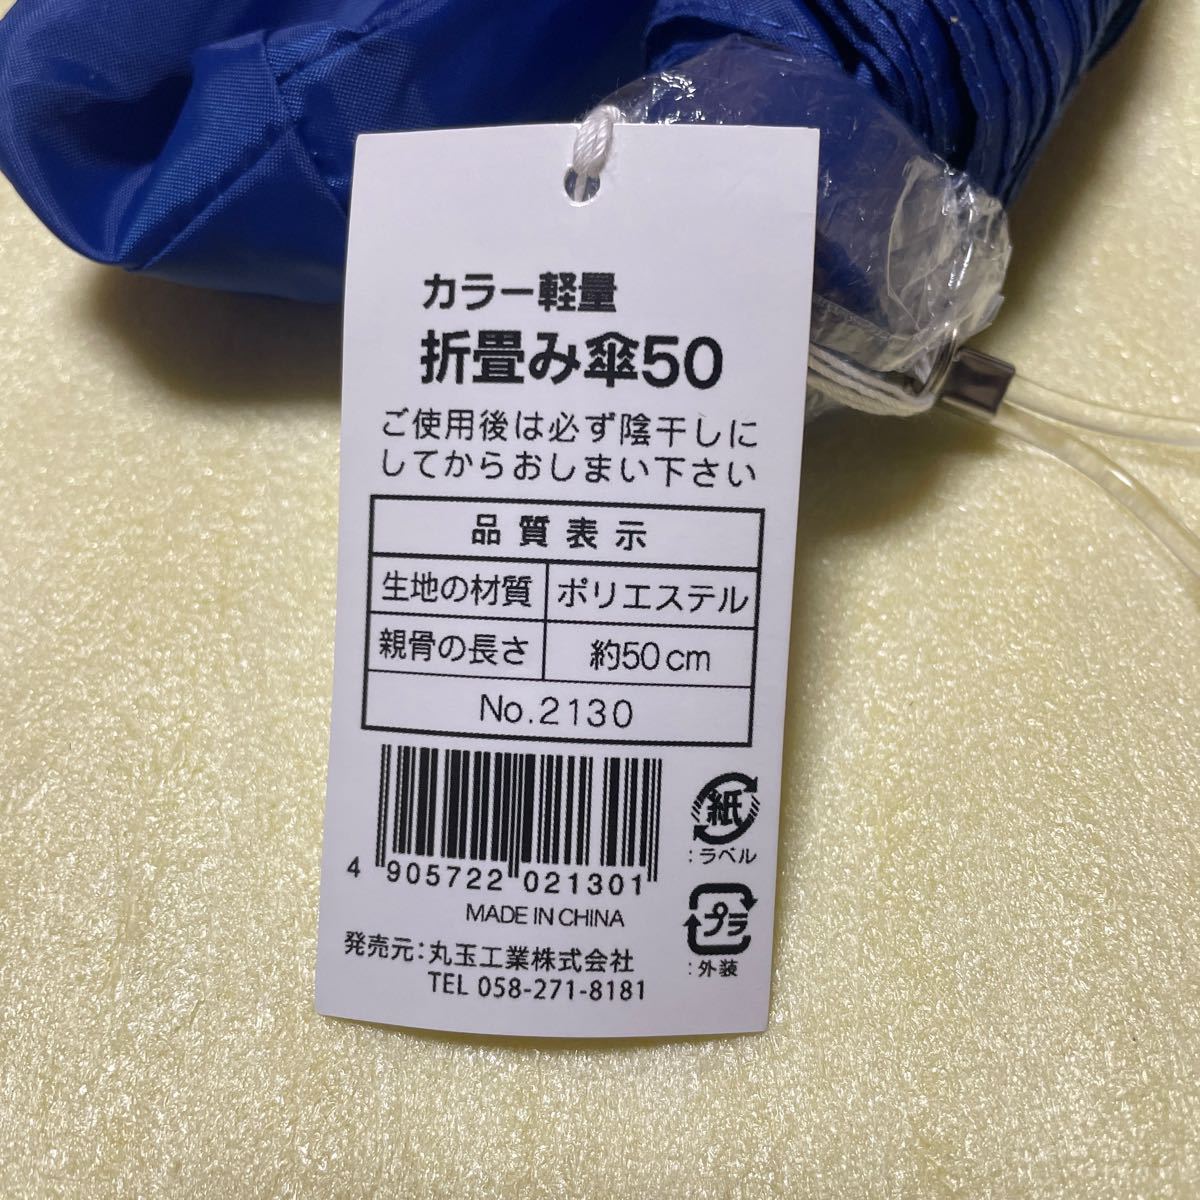 カラー軽量
折畳み傘50
ご使用後は必ず陰干しに
してからおしまい下さい
品質表示
生地の材質 ポリエステル
親骨の長さ 約50cm
No.2130
4 905722 021301
MADE IN CHINA
発売元:丸玉工業株式会社
TEL 058-271-8181
紙
:ラベル
プラ
:外装